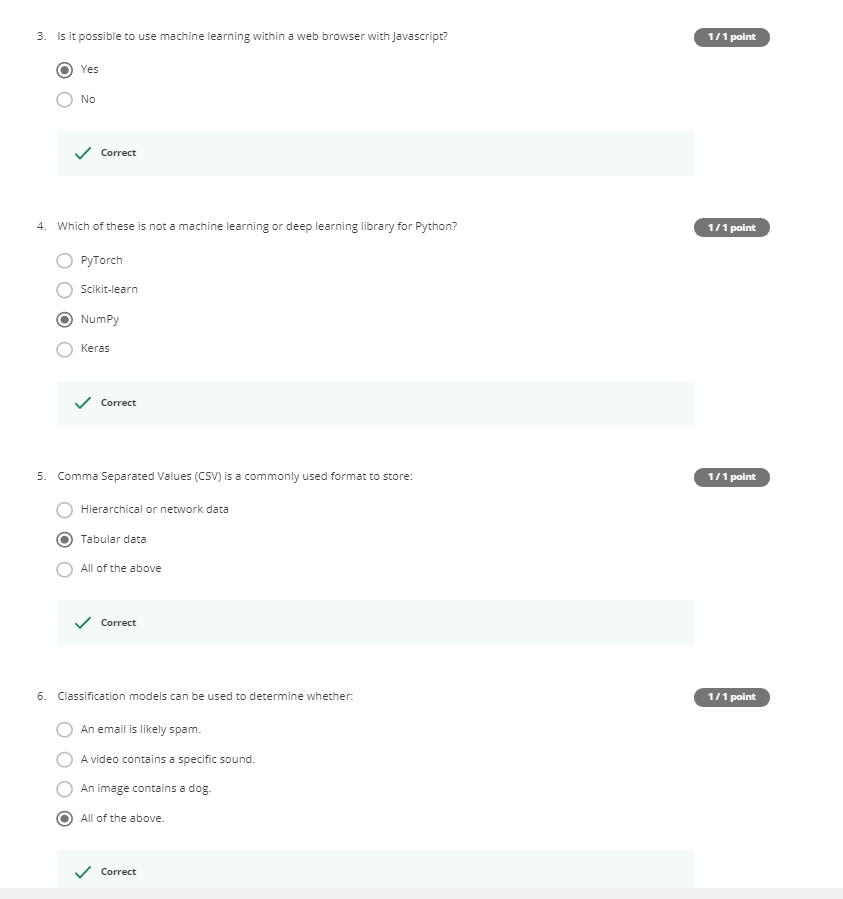 3. Is it possible to use machine learning within a web browser with Javascript?
1 / 1 point
Yes
No
Correct
4. Which of these is not a machine learning or deep learning library for Python?
1 / 1 point
PyTorch
Scikit-learn
NumPy
Keras
Correct
5. Comma Separated Values (CSV) is a commonly used format to store:
1 / 1 point
Hierarchical or network data
Tabular data
All of the above
Correct
6. Classification models can be used to determine whether:
1 / 1 point
An email is likely spam.
A video contains a specific sound.
An image contains a dog.
All of the above.
Correct